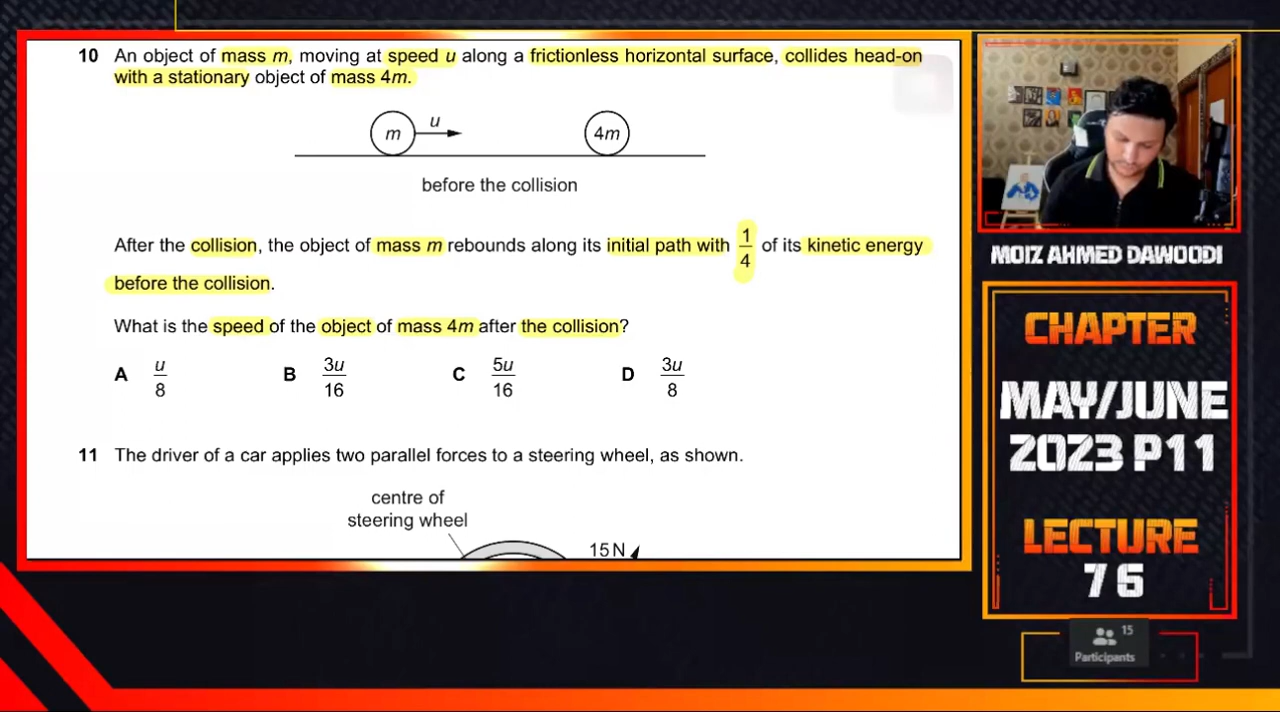 10 An object of mass m, moving at speed u along a frictionless horizontal surface, collides head-on
with a stationary object of mass 4m.
m u 4m
before the collision
After the collision, the object of mass m rebounds along its initial path with 1/4 of its kinetic energy
before the collision.
What is the speed of the object of mass 4m after the collision?
A u/8 B 3u/16 C 5u/16 D 3u/8
11 The driver of a car applies two parallel forces to a steering wheel, as shown.
centre of
steering wheel
15 N
MOIZ AHMED DAWOODI
CHAPTER
MAY/JUNE
2023 P11
LECTURE
76
15
Participants